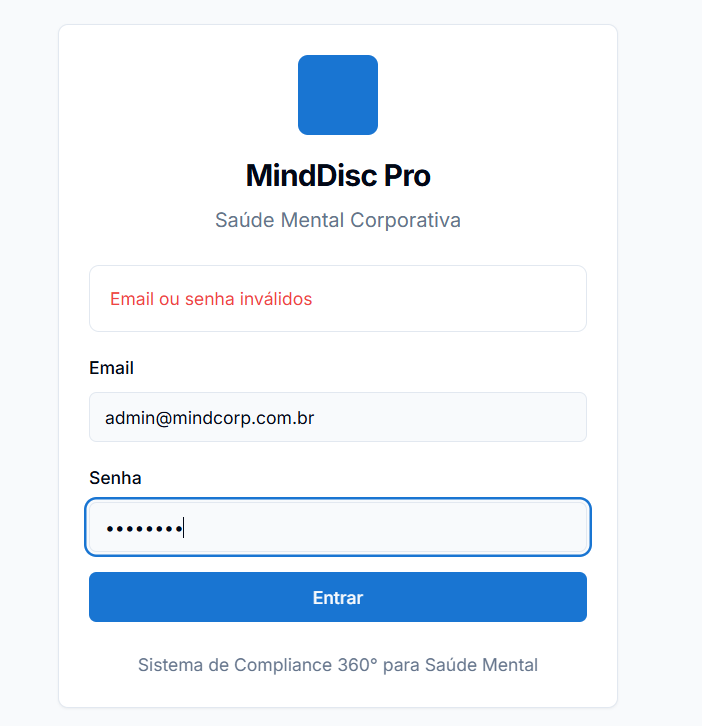 MindDisc Pro
Saúde Mental Corporativa
Email ou senha inválidos
Email
admin@mindcorp.com.br
Senha
••••••••
Entrar
Sistema de Compliance 360° para Saúde Mental